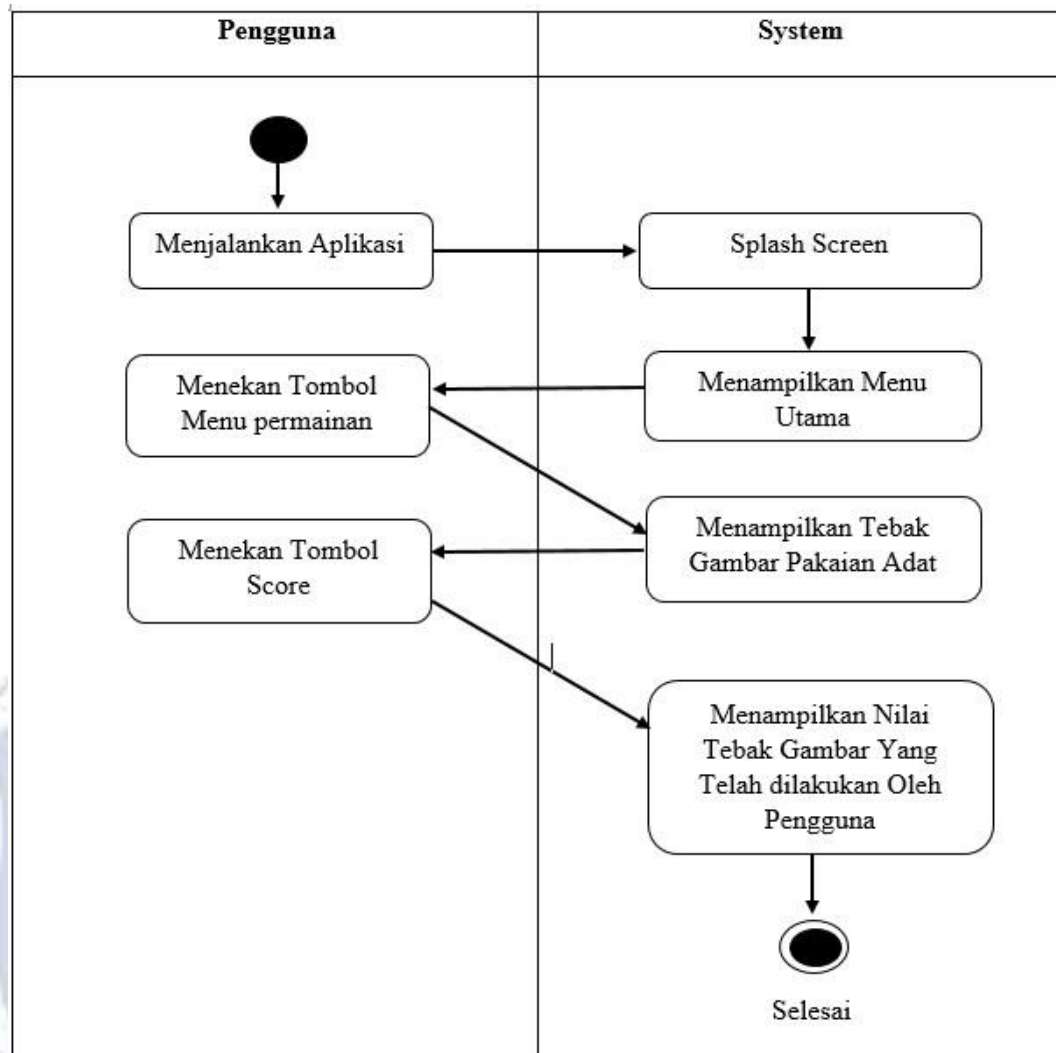 Pengguna
System
Menjalankan Aplikasi
Splash Screen
Menekan Tombol
Menu permainan
Menampilkan Menu
Utama
Menekan Tombol
Score
Menampilkan Tebak
Gambar Pakaian Adat
Menampilkan Nilai
Tebak Gambar Yang
Telah dilakukan Oleh
Pengguna
Selesai